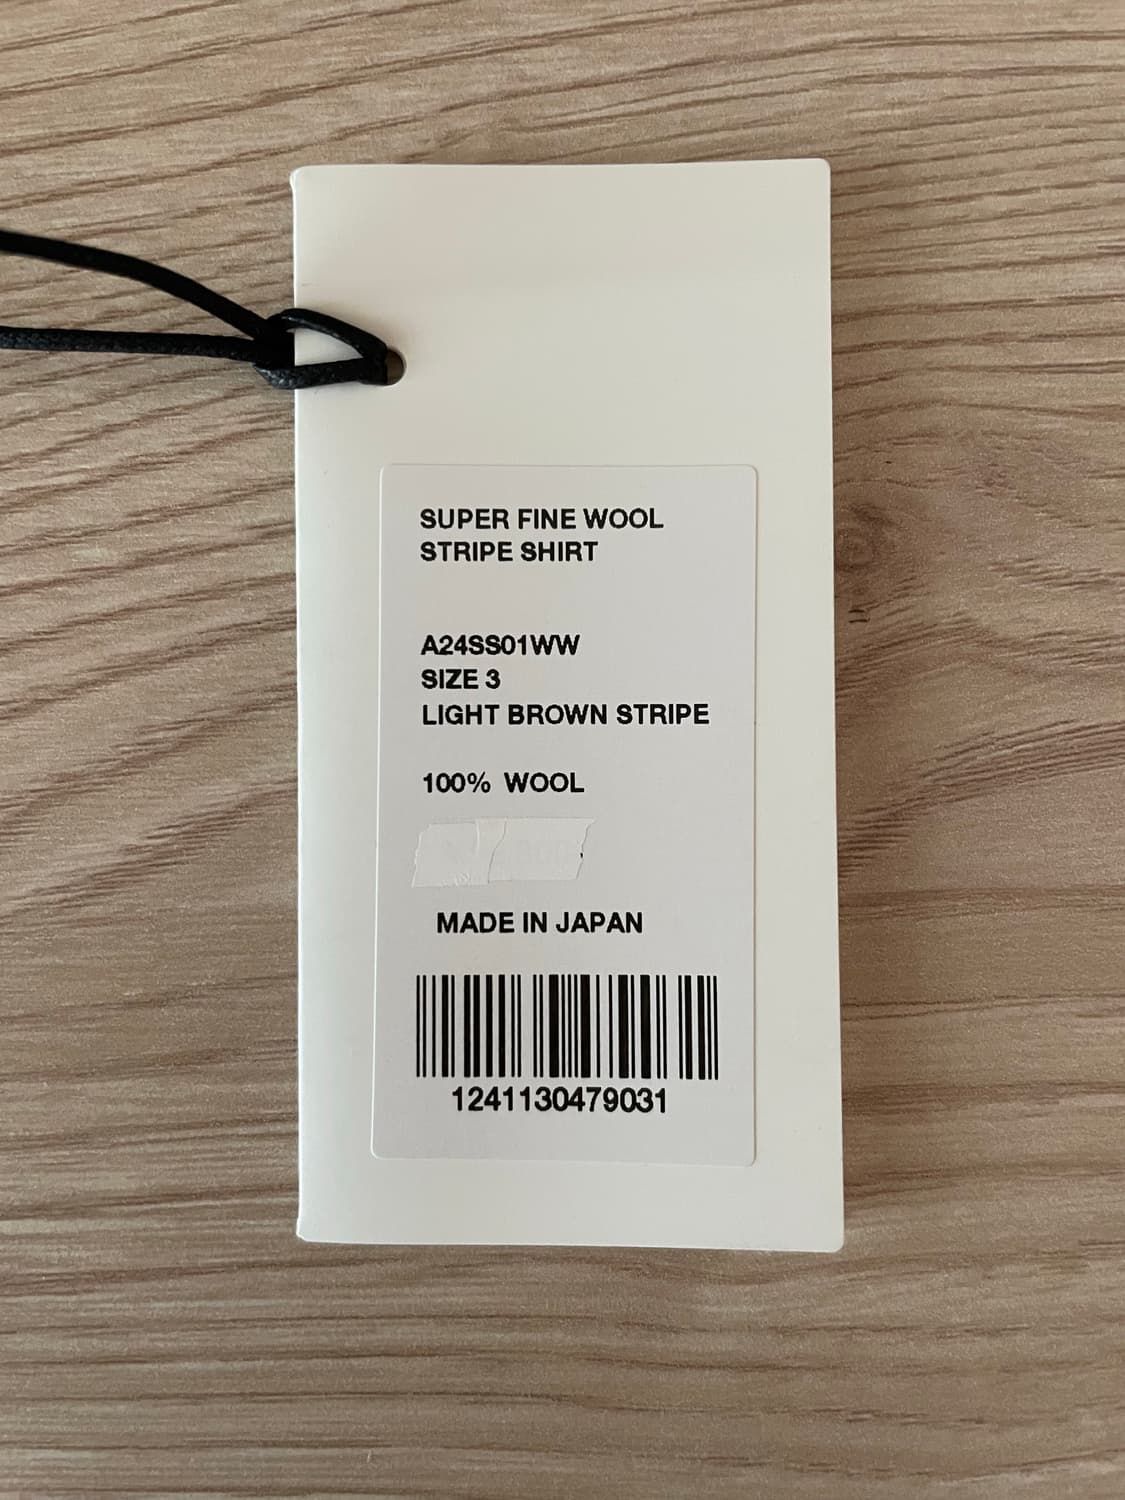 SUPER FINE WOOL
STRIPE SHIRT
A24SS01WW
SIZE 3
LIGHT BROWN STRIPE
100% WOOL
MADE IN JAPAN
1241130479031